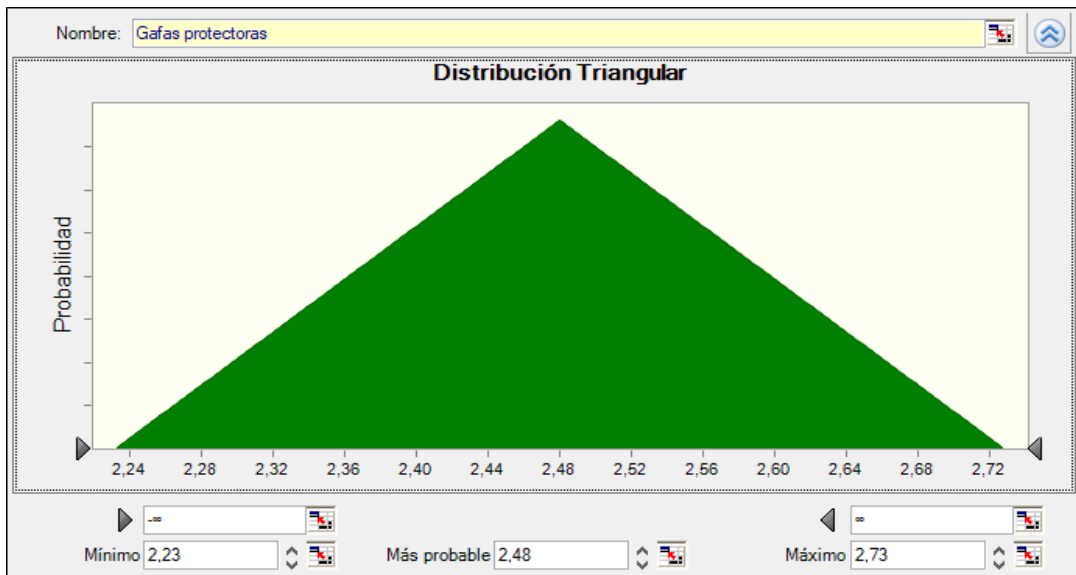 Nombre: Gafas protectoras
Distribución Triangular
Probabilidad
2,24 2,28 2,32 2,36 2,40 2,44 2,48 2,52 2,56 2,60 2,64 2,68 2,72
-∞ ∞
Mínimo 2,23 Más probable 2,48 Máximo 2,73